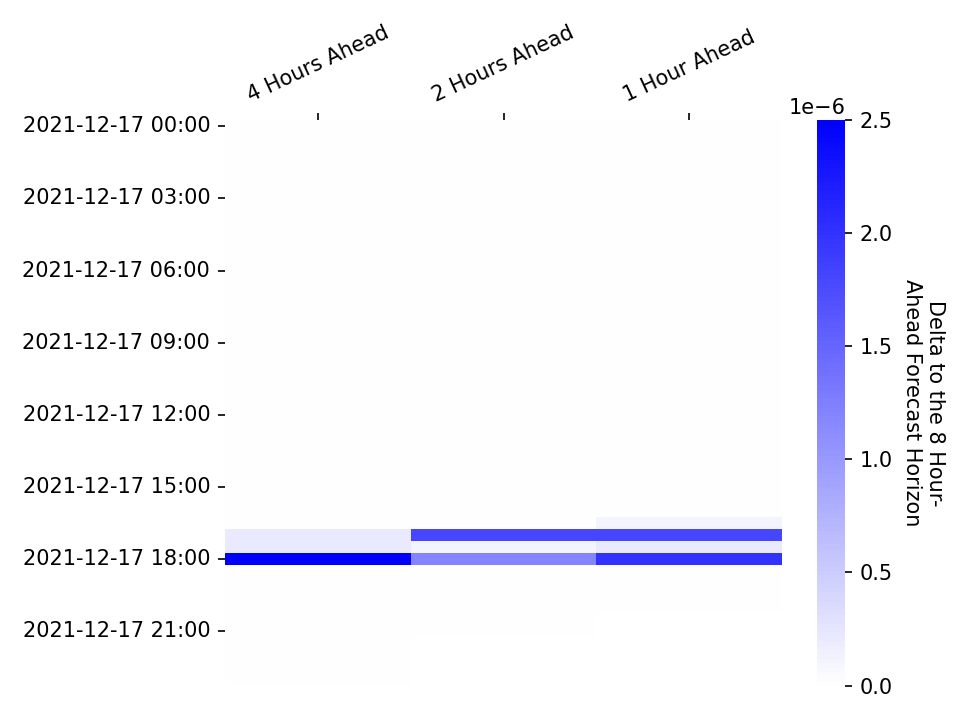 4 Hours Ahead
2 Hours Ahead
1 Hour Ahead
1e−6
2021-12-17 00:00
2021-12-17 03:00
2021-12-17 06:00
2021-12-17 09:00
2021-12-17 12:00
2021-12-17 15:00
2021-12-17 18:00
2021-12-17 21:00
2.5
2.0
1.5
1.0
0.5
0.0
Delta to the 8 Hour-
Ahead Forecast Horizon